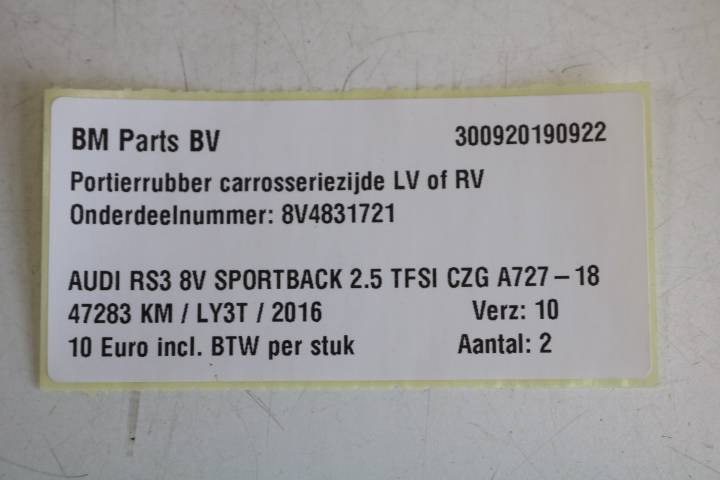 BM Parts BV 300920190922
Portierrubber carrosseriezijde LV of RV
Onderdeelnummer: 8V4831721
AUDI RS3 8V SPORTBACK 2.5 TFSI CZG A727-18
47283 KM / LY3T / 2016 Verz: 10
10 Euro incl. BTW per stuk Aantal: 2